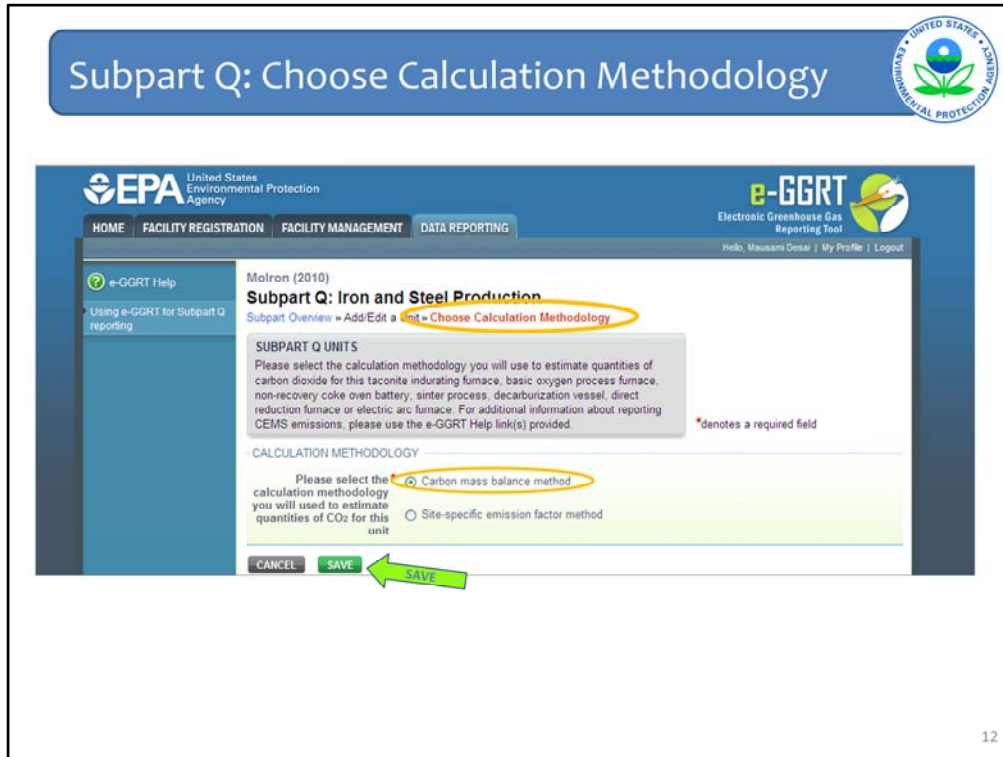 Subpart Q: Choose Calculation Methodology
UNITED STATES
ENVIRONMENTAL PROTECTION AGENCY
EPA
United States
Environmental Protection
Agency
e-GGRT
Electronic Greenhouse Gas
Reporting Tool
HOME FACILITY REGISTRATION FACILITY MANAGEMENT DATA REPORTING
Hello, Mausami Desai | My Profile | Logout
? e-GGRT Help
Using e-GGRT for Subpart Q
reporting
Molron (2010)
Subpart Q: Iron and Steel Production
Subpart Overview » Add/Edit a Unit » Choose Calculation Methodology
SUBPART Q UNITS
Please select the calculation methodology you will use to estimate quantities of
carbon dioxide for this taconite indurating furnace, basic oxygen process furnace,
non-recovery coke oven battery, sinter process, decarburization vessel, direct
reduction furnace or electric arc furnace. For additional information about reporting
CEMS emissions, please use the e-GGRT Help link(s) provided.
*denotes a required field
CALCULATION METHODOLOGY
Please select the *
calculation methodology
you will used to estimate
quantities of CO2 for this
unit
Carbon mass balance method
Site-specific emission factor method
CANCEL SAVE
SAVE
12